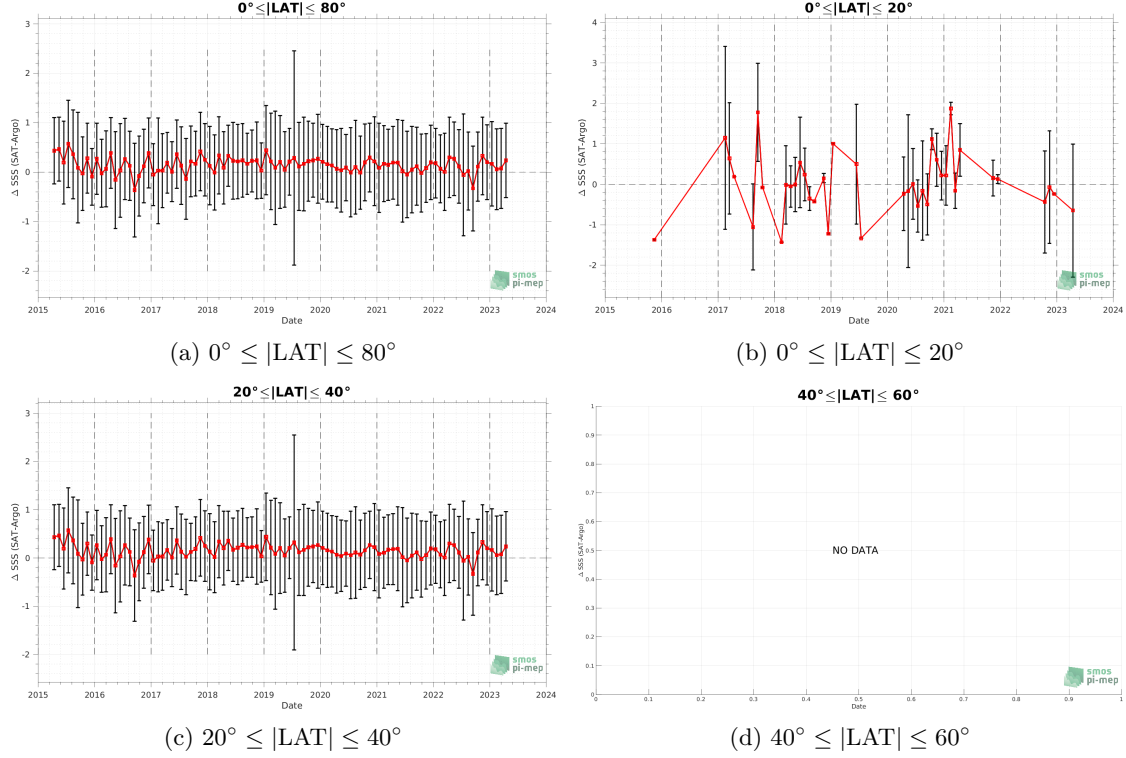 0°≤|LAT|≤ 80°
3
2
1
0
-1
-2
Δ SSS (SAT-Argo)
smos
pi-mep
2015 2016 2017 2018 2019 2020 2021 2022 2023 2024
Date
(a) 0° ≤ |LAT| ≤ 80°
0°≤|LAT|≤ 20°
4
3
2
1
0
-1
-2
Δ SSS (SAT-Argo)
smos
pi-mep
2015 2016 2017 2018 2019 2020 2021 2022 2023 2024
Date
(b) 0° ≤ |LAT| ≤ 20°
20°≤|LAT|≤ 40°
3
2
1
0
-1
-2
Δ SSS (SAT-Argo)
smos
pi-mep
2015 2016 2017 2018 2019 2020 2021 2022 2023 2024
Date
(c) 20° ≤ |LAT| ≤ 40°
40°≤|LAT|≤ 60°
1
0.9
0.8
0.7
0.6
0.5
0.4
0.3
0.2
0.1
0
Δ SSS (SAT-Argo)
NO DATA
smos
pi-mep
0 0.1 0.2 0.3 0.4 0.5 0.6 0.7 0.8 0.9 1
Date
(d) 40° ≤ |LAT| ≤ 60°